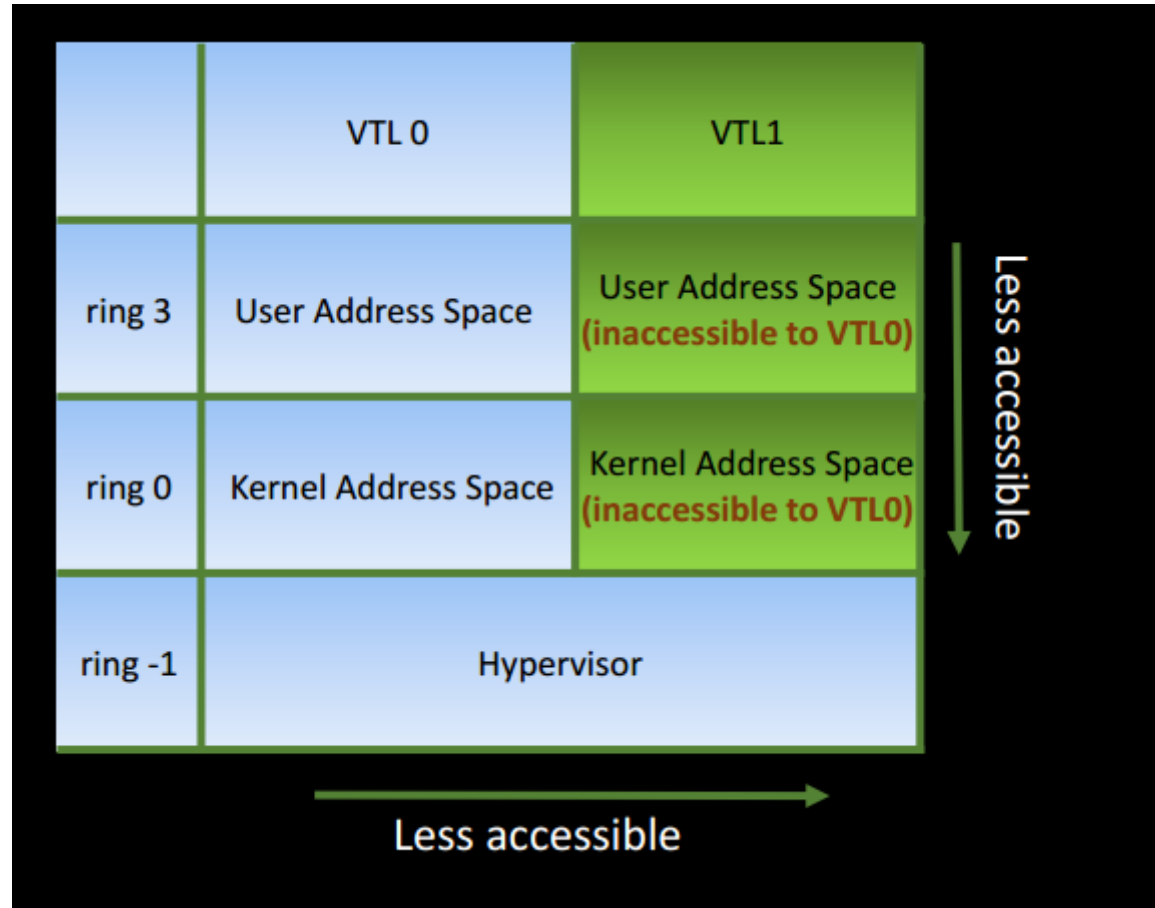 VTL 0
VTL1
ring 3
User Address Space
User Address Space
(inaccessible to VTL0)
ring 0
Kernel Address Space
Kernel Address Space
(inaccessible to VTL0)
ring -1
Hypervisor
Less accessible
Less accessible